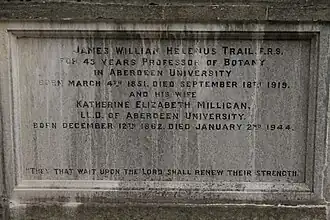 JAMES WILLIAM HELENUS TRAIL, F.R.S.
FOR 45 YEARS PROFESSOR OF BOTANY
IN ABERDEEN UNIVERSITY
BORN MARCH 4TH 1851, DIED SEPTEMBER 18TH 1919,
AND HIS WIFE
KATHERINE ELIZABETH MILLIGAN,
LL.D. OF ABERDEEN UNIVERSITY.
BORN DECEMBER 12TH 1862, DIED JANUARY 2ND 1944.
"THEY THAT WAIT UPON THE LORD SHALL RENEW THEIR STRENGTH."